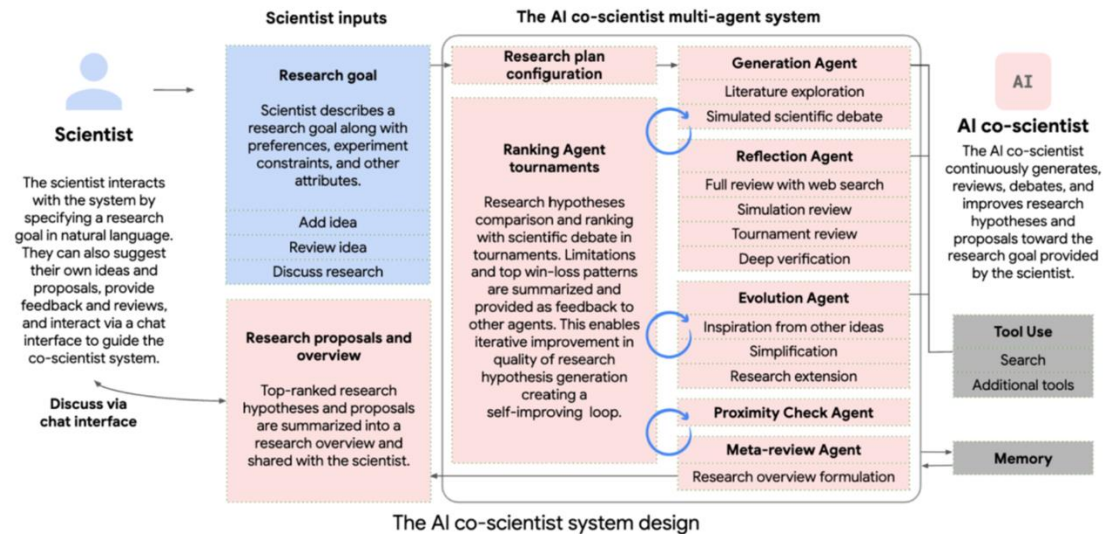 Scientist inputs
The AI co-scientist multi-agent system
Scientist
The scientist interacts
with the system by
specifying a research
goal in natural language.
They can also suggest
their own ideas and
proposals, provide
feedback and reviews,
and interact via a chat
interface to guide the
co-scientist system.
Discuss via
chat interface
Research goal
Scientist describes a
research goal along with
preferences, experiment
constraints, and other
attributes.
Add idea
Review idea
Discuss research
Research proposals and
overview
Top-ranked research
hypotheses and proposals
are summarized into a
research overview and
shared with the scientist.
Research plan
configuration
Ranking Agent
tournaments
Research hypotheses
comparison and ranking
with scientific debate in
tournaments. Limitations
and top win-loss patterns
are summarized and
provided as feedback to
other agents. This enables
iterative improvement in
quality of research
hypothesis generation
creating a
self-improving loop.
Generation Agent
Literature exploration
Simulated scientific debate
Reflection Agent
Full review with web search
Simulation review
Tournament review
Deep verification
Evolution Agent
Inspiration from other ideas
Simplification
Research extension
Proximity Check Agent
Meta-review Agent
Research overview formulation
AI
AI co-scientist
The AI co-scientist
continuously generates,
reviews, debates, and
improves research
hypotheses and
proposals toward the
research goal provided
by the scientist.
Tool Use
Search
Additional tools
Memory
The AI co-scientist system design